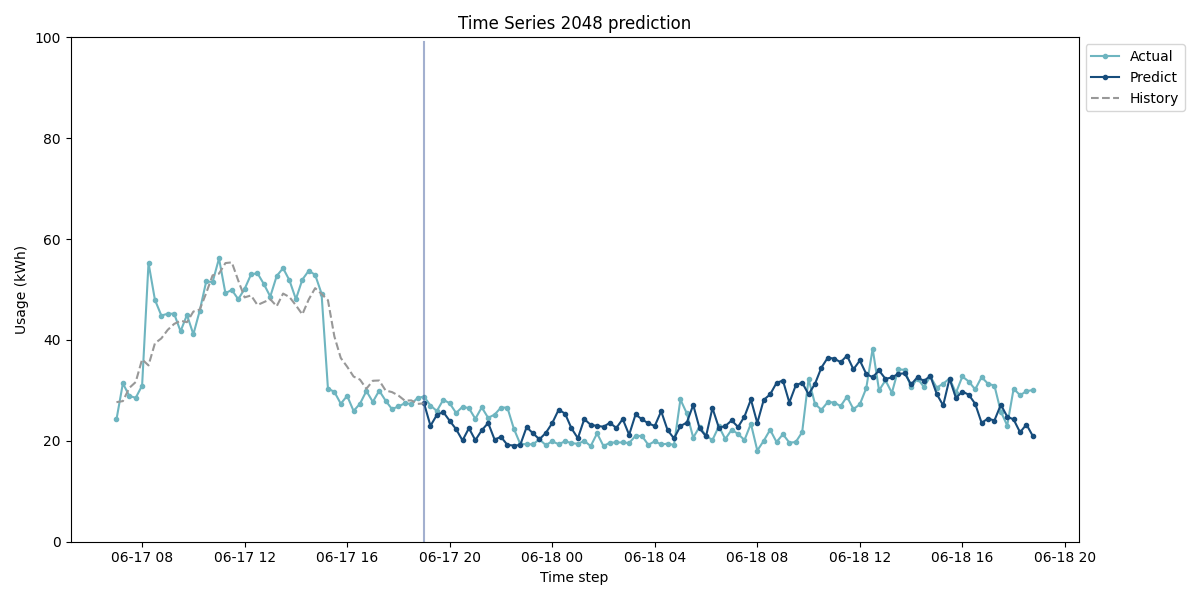 Time Series 2048 prediction
100
80
60
40
20
0
Usage (kWh)
06-17 08
06-17 12
06-17 16
06-17 20
06-18 00
06-18 04
06-18 08
06-18 12
06-18 16
06-18 20
Time step
Actual
Predict
History